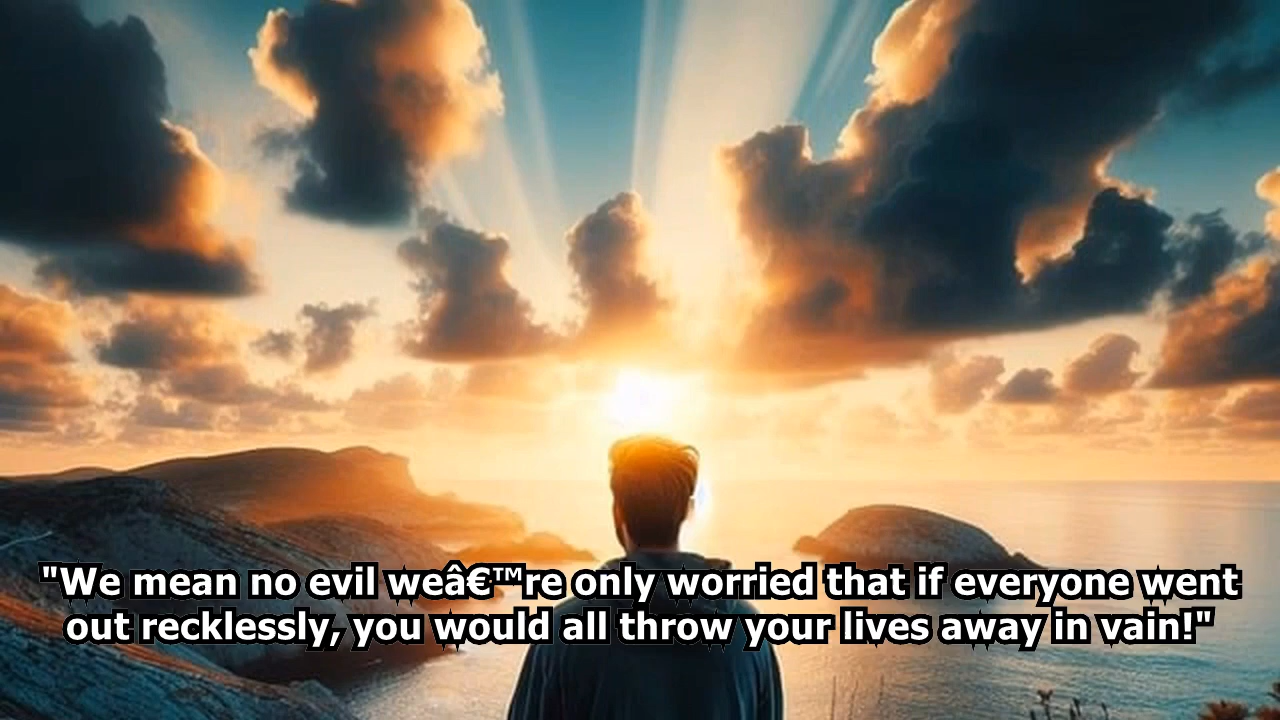 "We mean no evil weâ€™re only worried that if everyone went
out recklessly, you would all throw your lives away in vain!"